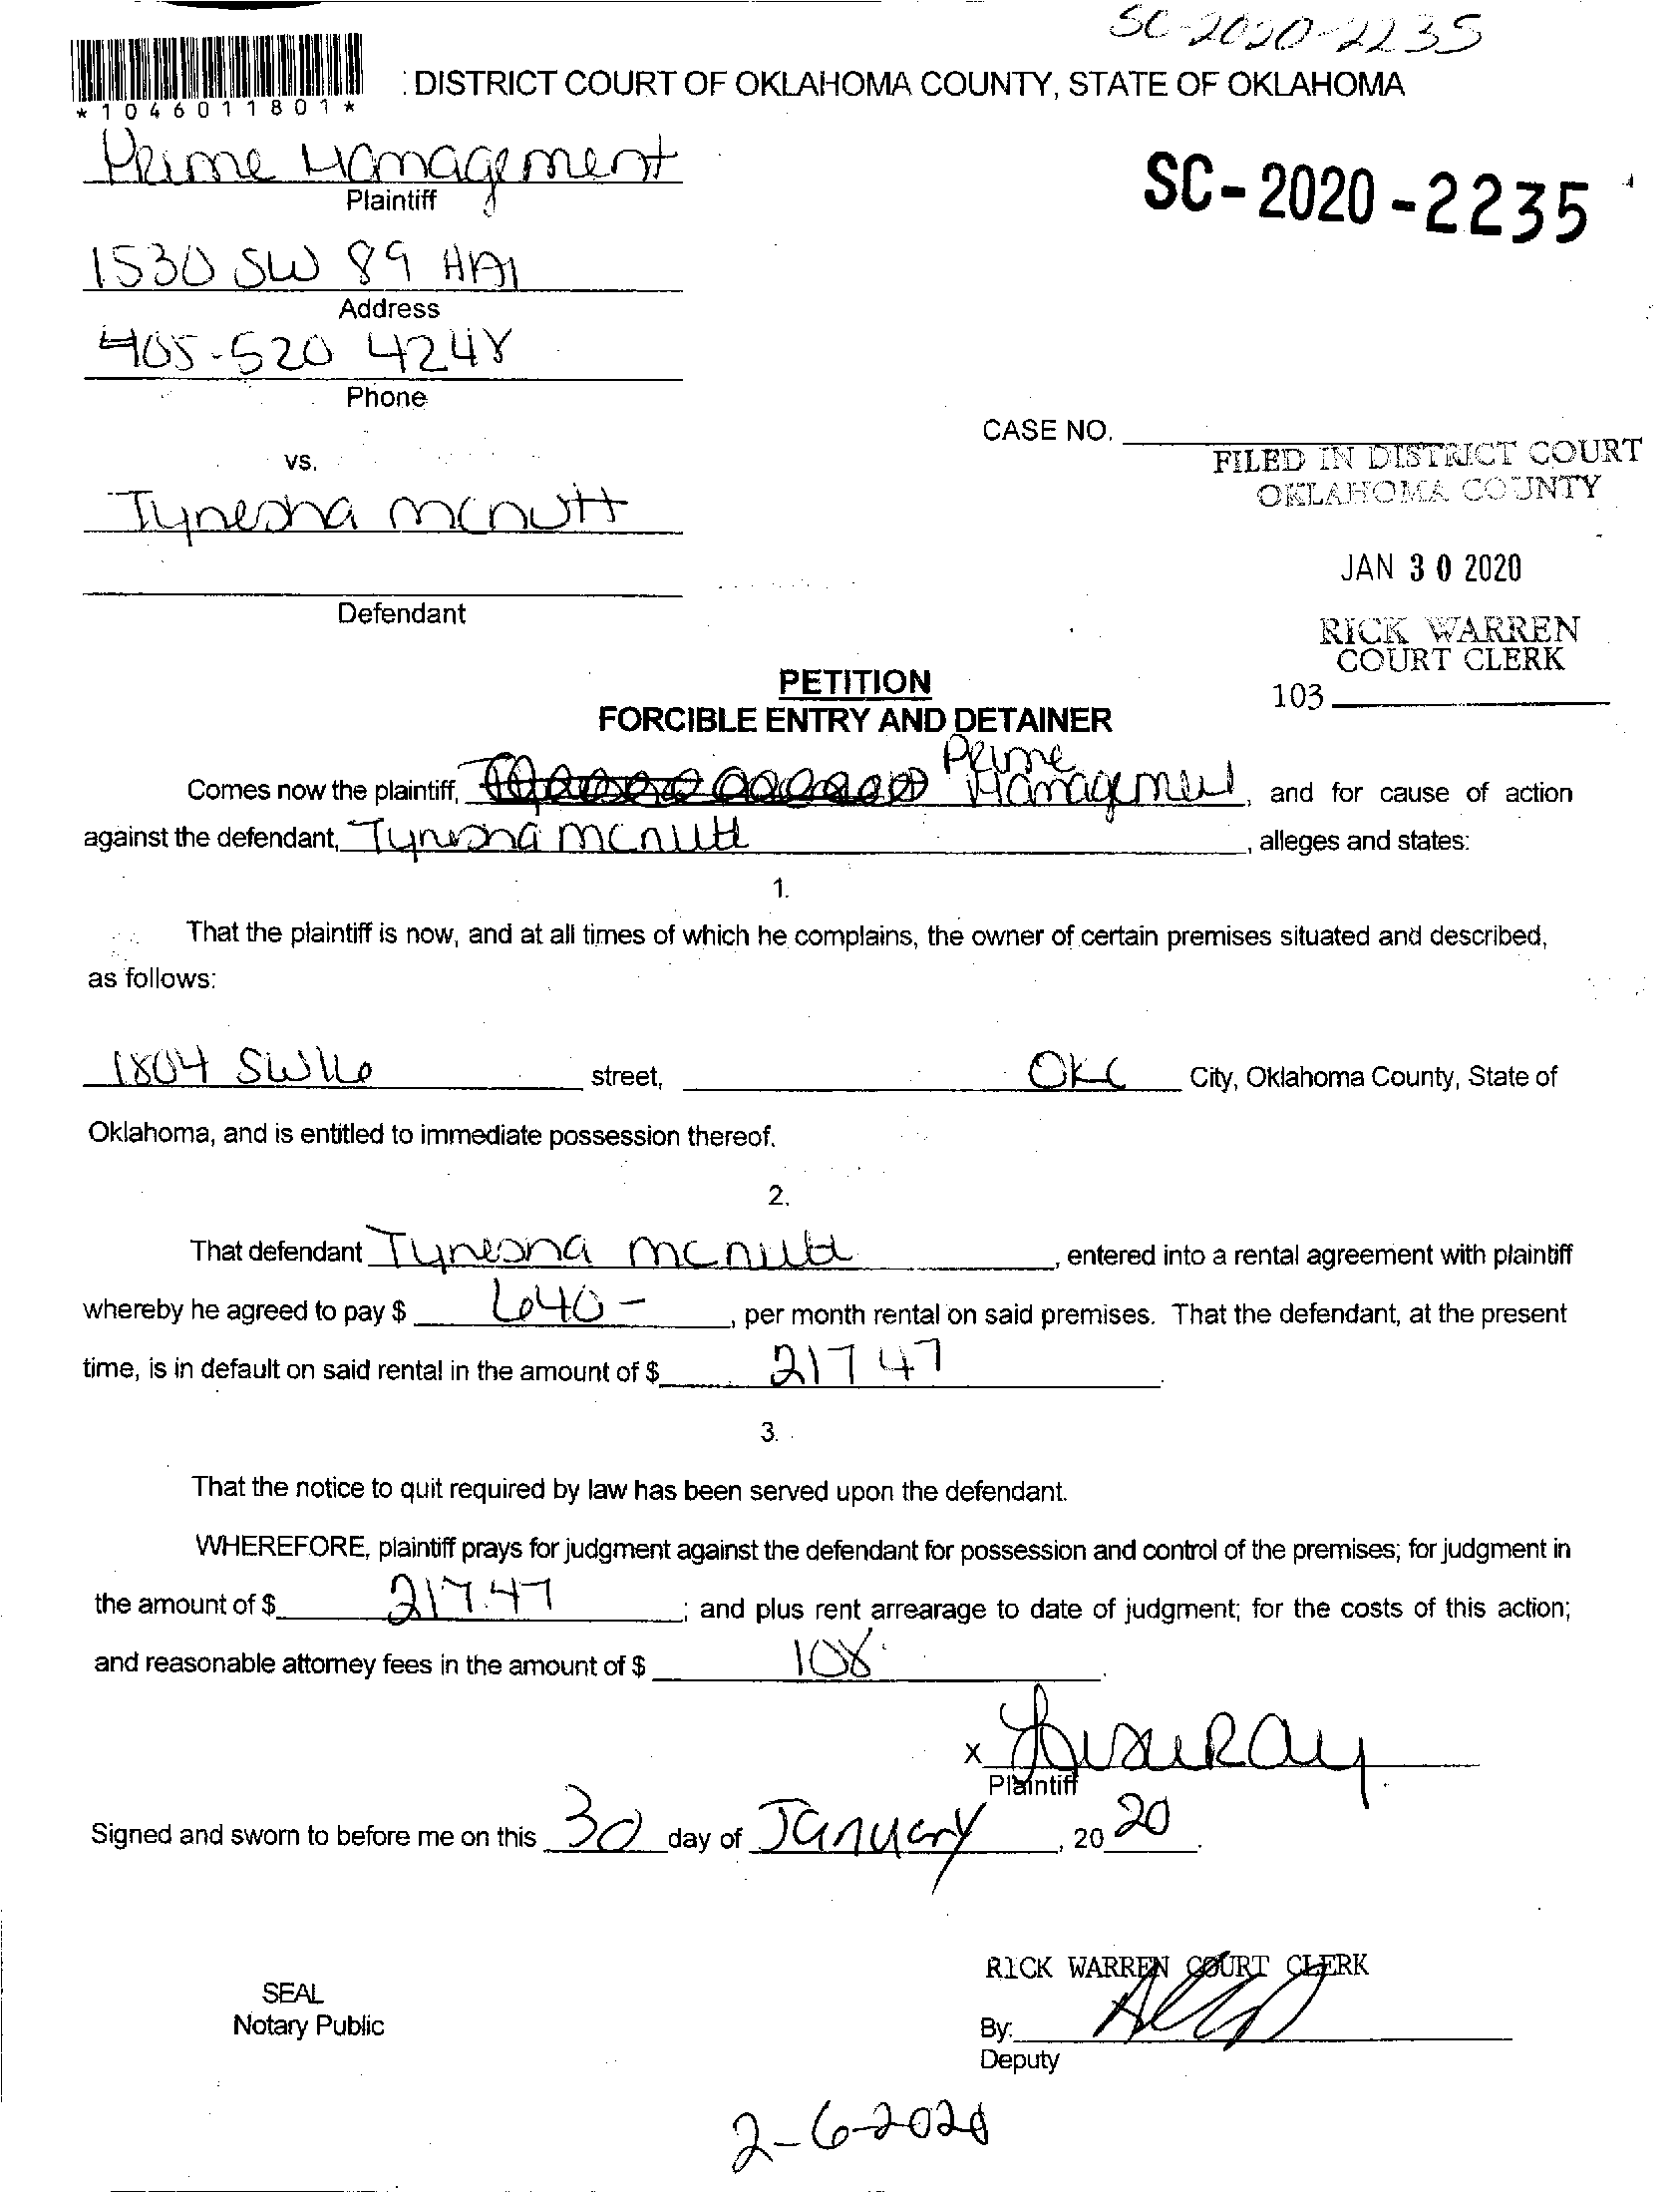 SC-2020-2235
*1046011801*
: DISTRICT COURT OF OKLAHOMA COUNTY, STATE OF OKLAHOMA
Prime Management
Plaintiff
SC-2020-2235
1530 SW 89 #A1
Address
405-520 4248
Phone
CASE NO.
FILED IN DISTRICT COURT
OKLAHOMA COUNTY
vs.
Tynesha mcnutt
JAN 30 2020
Defendant
RICK WARREN
COURT CLERK
103
PETITION
FORCIBLE ENTRY AND DETAINER
Comes now the plaintiff, Prime Management, and for cause of action
against the defendant, Tynesha mcnutt, alleges and states:
1.
That the plaintiff is now, and at all times of which he complains, the owner of certain premises situated and described,
as follows:
1804 SW 16 street, OKC City, Oklahoma County, State of
Oklahoma, and is entitled to immediate possession thereof.
2.
That defendant Tynesha mcnutt, entered into a rental agreement with plaintiff
whereby he agreed to pay $ 640-, per month rental on said premises. That the defendant, at the present
time, is in default on said rental in the amount of $ 217 47.
3.
That the notice to quit required by law has been served upon the defendant.
WHEREFORE, plaintiff prays for judgment against the defendant for possession and control of the premises; for judgment in
the amount of $ 217.47; and plus rent arrearage to date of judgment; for the costs of this action;
and reasonable attorney fees in the amount of $ 108.
x
Plaintiff
Signed and sworn to before me on this 30 day of January, 2020.
RICK WARREN COURT CLERK
SEAL
Notary Public
By:
Deputy
2-6-2020